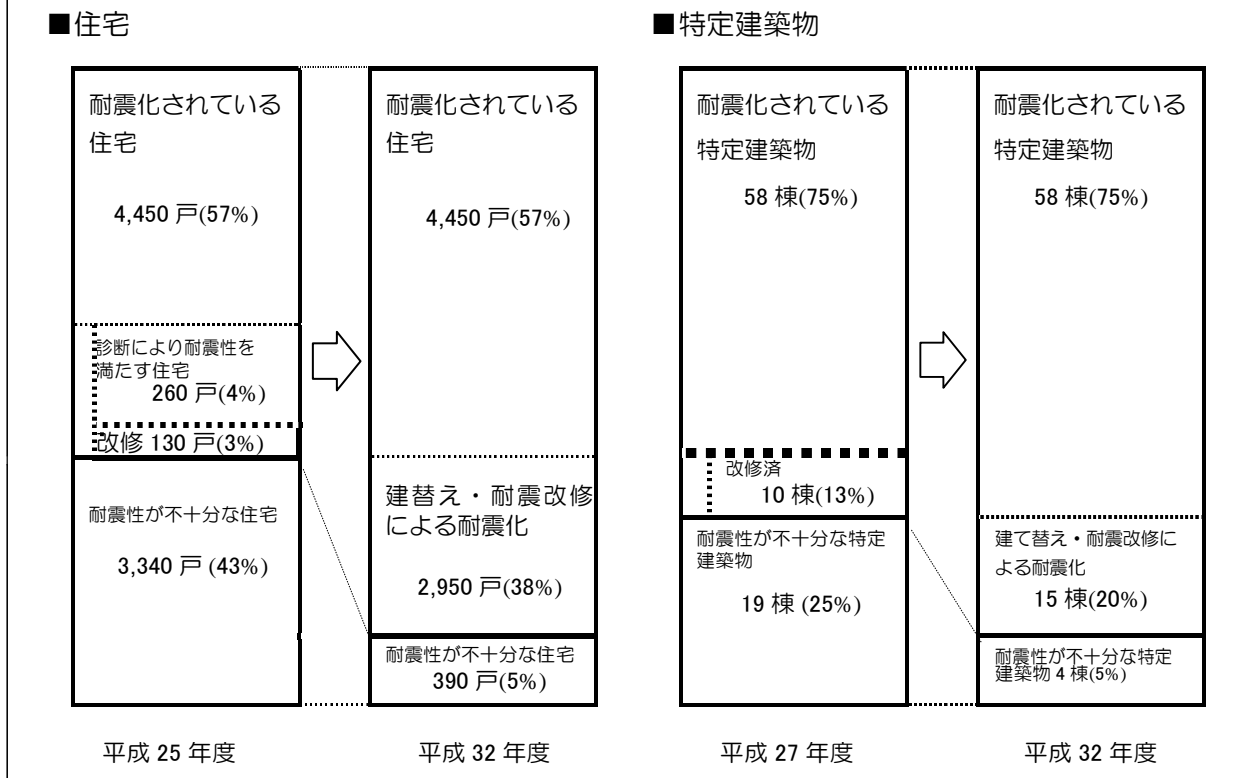 ■住宅
耐震化されている
住宅
4,450 戸(57%)
診断により耐震性を
満たす住宅
260 戸(4%)
改修 130 戸(3%)
耐震性が不十分な住宅
3,340 戸 (43%)
平成 25 年度
耐震化されている
住宅
4,450 戸(57%)
建替え・耐震改修
による耐震化
2,950 戸(38%)
耐震性が不十分な住宅
390 戸(5%)
平成 32 年度
■特定建築物
耐震化されている
特定建築物
58 棟(75%)
改修済
10 棟(13%)
耐震性が不十分な特定
建築物
19 棟 (25%)
平成 27 年度
耐震化されている
特定建築物
58 棟(75%)
建て替え・耐震改修に
よる耐震化
15 棟(20%)
耐震性が不十分な特定
建築物 4 棟(5%)
平成 32 年度